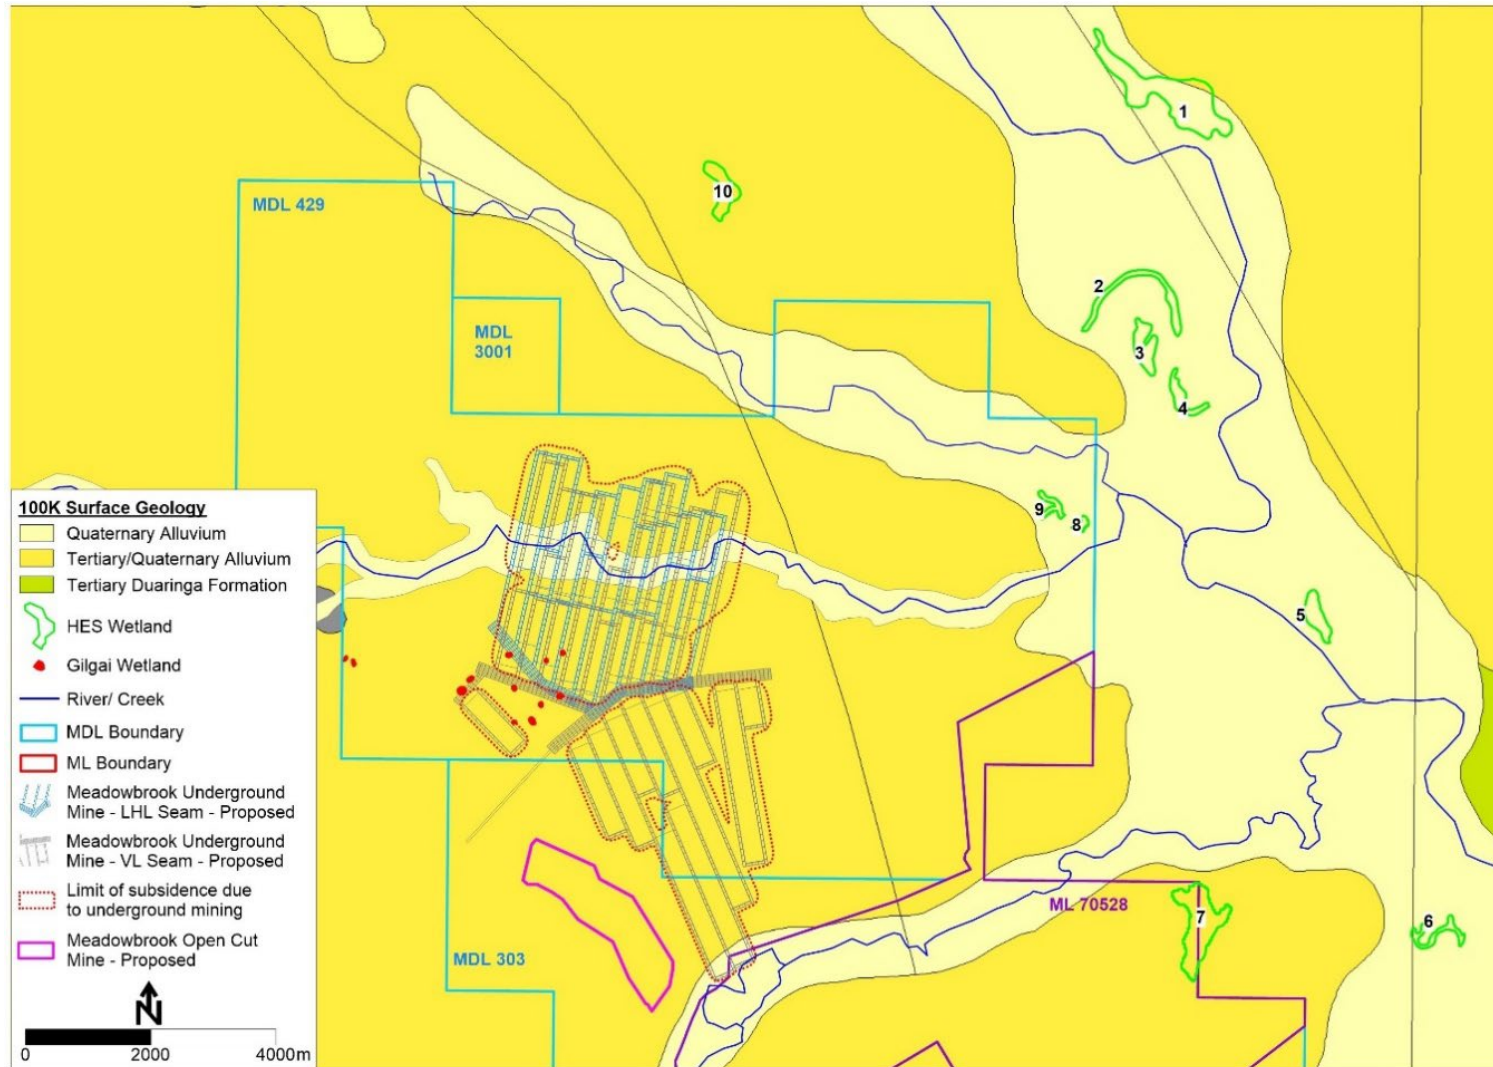 1
10
MDL 429
2
MDL
3001
3
4
9
8
5
7
6
ML 70528
MDL 303
100K Surface Geology
Quaternary Alluvium
Tertiary/Quaternary Alluvium
Tertiary Duaringa Formation
HES Wetland
Gilgai Wetland
River/ Creek
MDL Boundary
ML Boundary
Meadowbrook Underground
Mine - LHL Seam - Proposed
Meadowbrook Underground
Mine - VL Seam - Proposed
Limit of subsidence due
to underground mining
Meadowbrook Open Cut
Mine - Proposed
N
0 2000 4000m